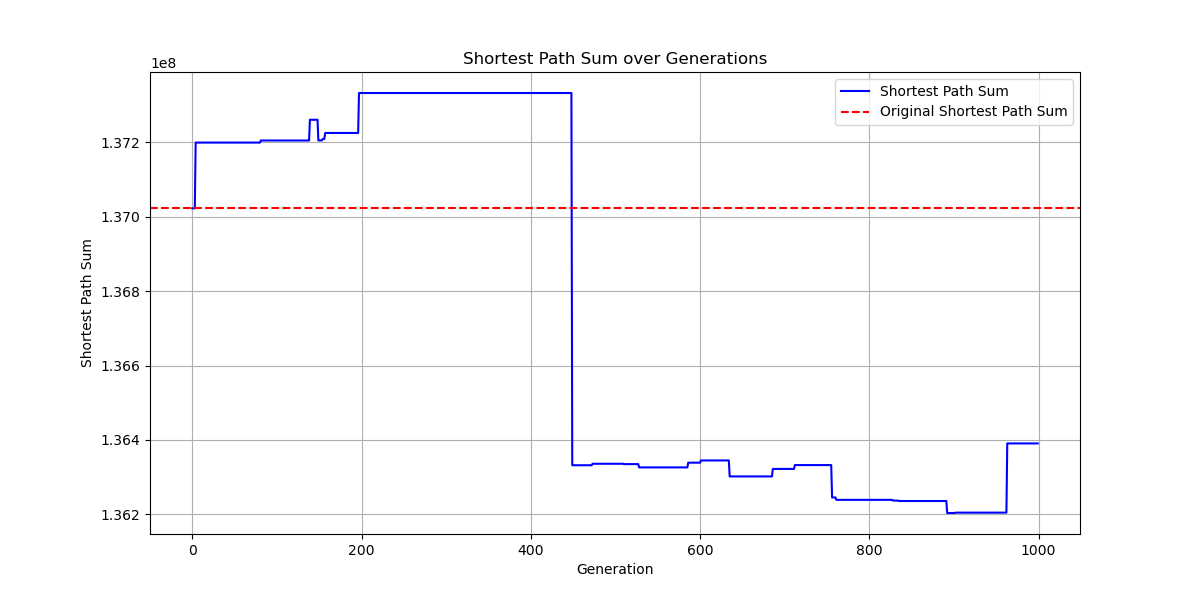 Shortest Path Sum over Generations
1e8
Shortest Path Sum
Original Shortest Path Sum
1.372
1.370
1.368
1.366
1.364
1.362
Shortest Path Sum
0 200 400 600 800 1000
Generation